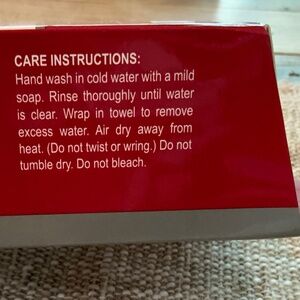 CARE INSTRUCTIONS:
Hand wash in cold water with a mild
soap. Rinse thoroughly until water
is clear. Wrap in towel to remove
excess water. Air dry away from
heat. (Do not twist or wring.) Do not
tumble dry. Do not bleach.